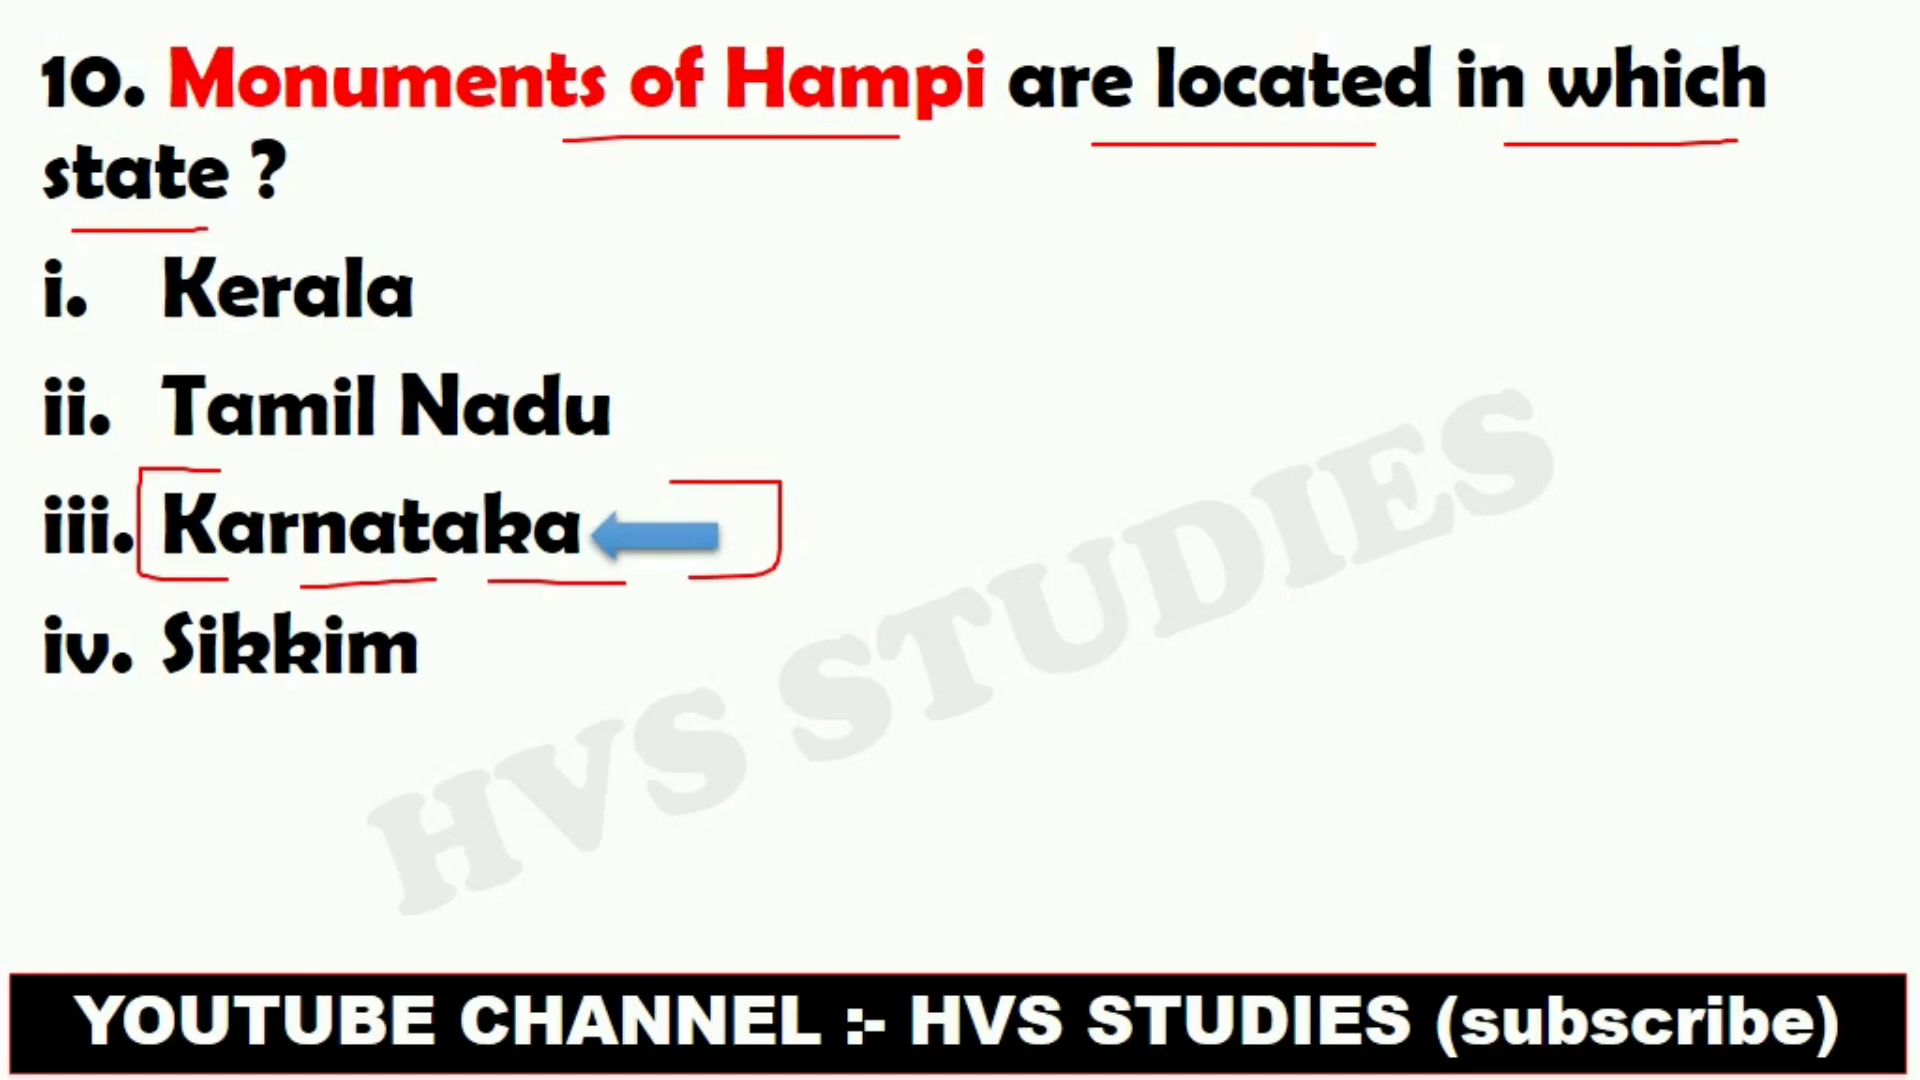 10. Monuments of Hampi are located in which
state ?
i. Kerala
ii. Tamil Nadu
iii. Karnataka
iv. Sikkim
HVS STUDIES
YOUTUBE CHANNEL :- HVS STUDIES (subscribe)